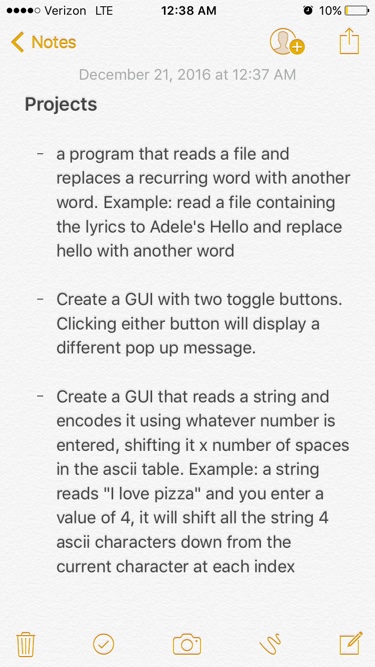 Verizon LTE 12:38 AM 10%
Notes
December 21, 2016 at 12:37 AM
Projects
- a program that reads a file and
replaces a recurring word with another
word. Example: read a file containing
the lyrics to Adele's Hello and replace
hello with another word
- Create a GUI with two toggle buttons.
Clicking either button will display a
different pop up message.
- Create a GUI that reads a string and
encodes it using whatever number is
entered, shifting it x number of spaces
in the ascii table. Example: a string
reads "I love pizza" and you enter a
value of 4, it will shift all the string 4
ascii characters down from the
current character at each index